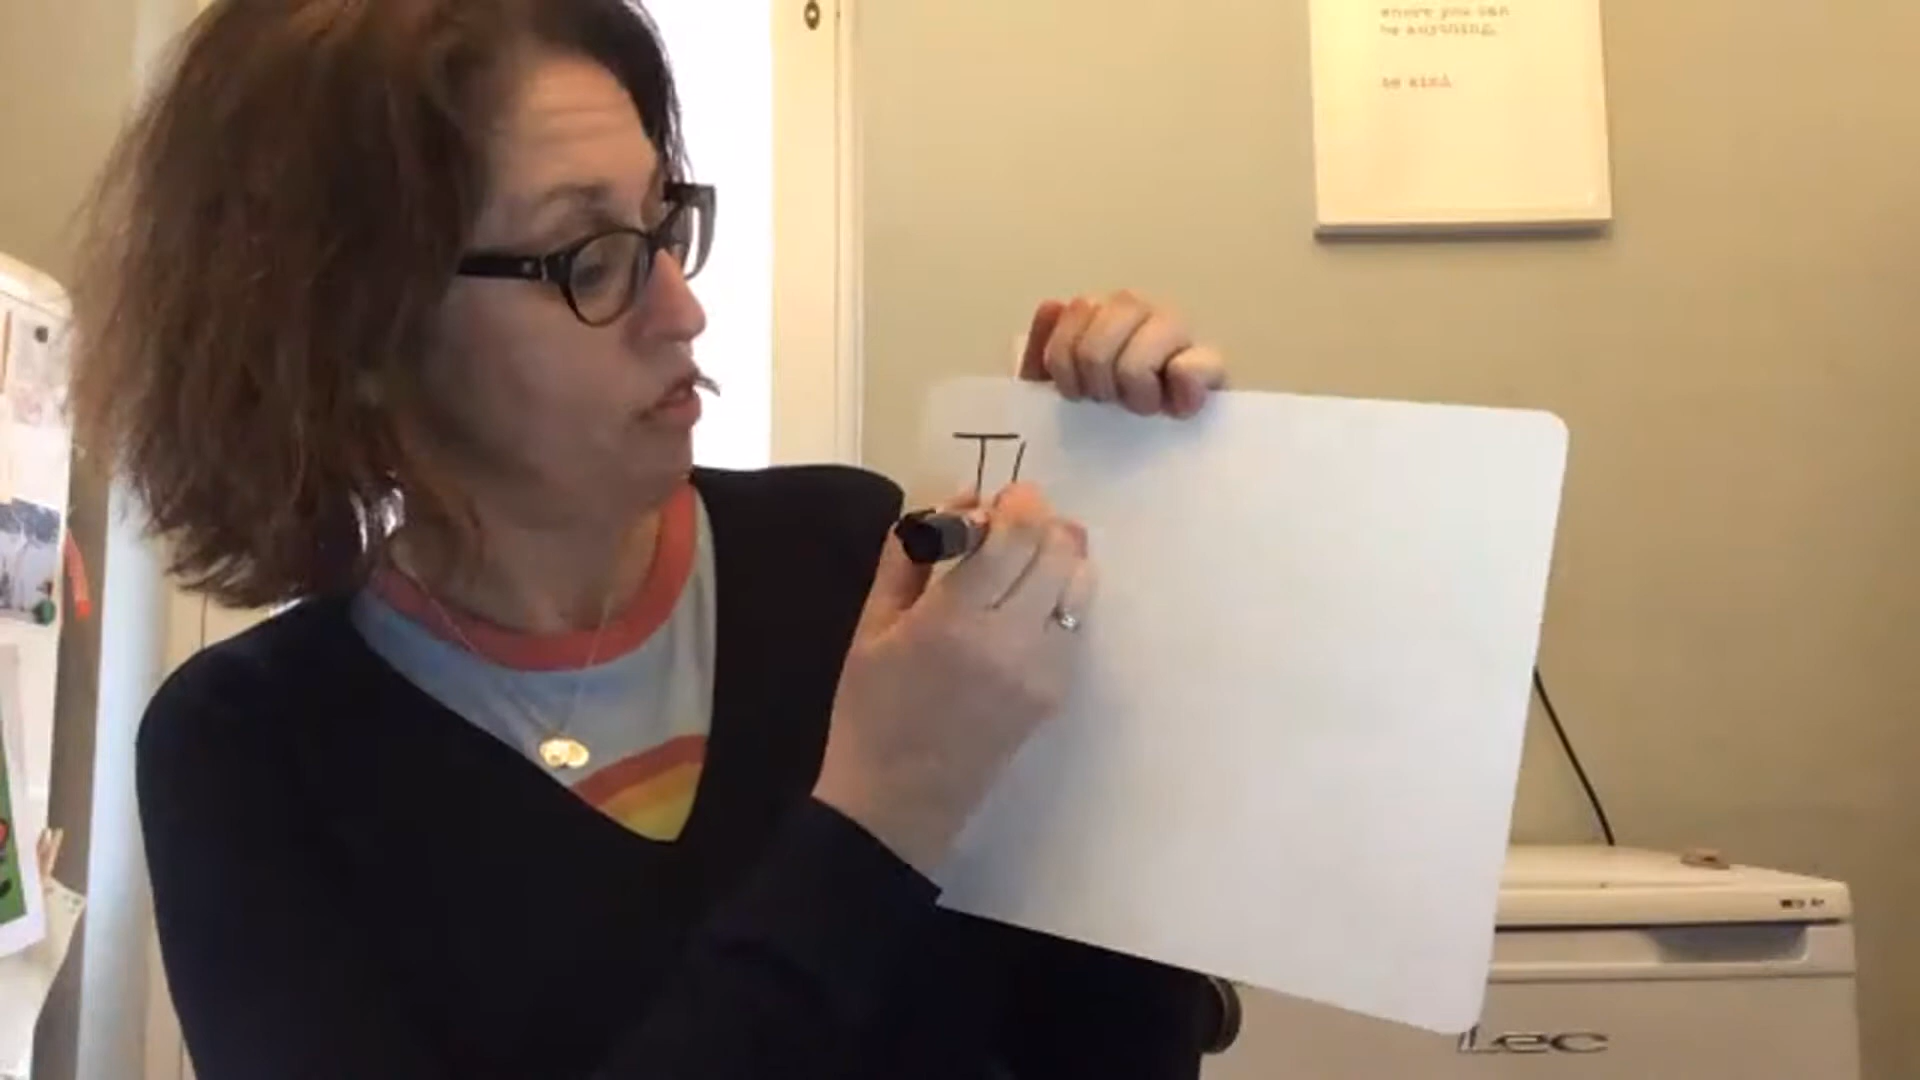 where you can
be anything,
be kind.
T
Lec